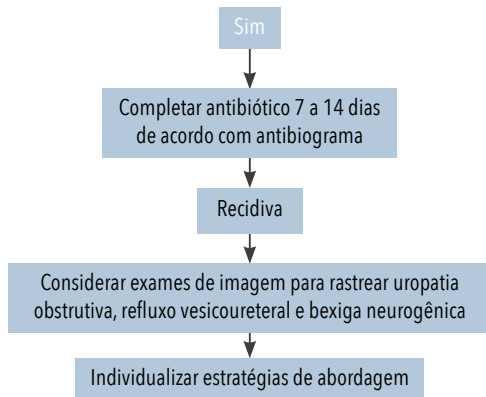 Sim
Completar antibiótico 7 a 14 dias
de acordo com antibiograma
Recidiva
Considerar exames de imagem para rastrear uropatia
obstrutiva, refluxo vesicoureteral e bexiga neurogênica
Individualizar estratégias de abordagem